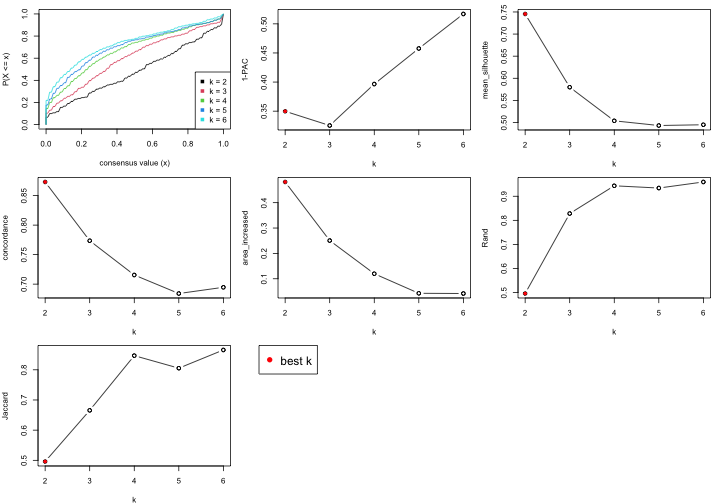 P(X <= x)
0.0 0.2 0.4 0.6 0.8 1.0
k = 2
k = 3
k = 4
k = 5
k = 6
0.0 0.2 0.4 0.6 0.8 1.0
consensus value (x)
1-PAC
0.35 0.40 0.45 0.50
2 3 4 5 6
k
mean_silhouette
0.50 0.55 0.60 0.65 0.70 0.75
2 3 4 5 6
k
concordance
0.70 0.75 0.80 0.85
2 3 4 5 6
k
area_increased
0.1 0.2 0.3 0.4
2 3 4 5 6
k
Rand
0.5 0.6 0.7 0.8 0.9
2 3 4 5 6
k
Jaccard
0.5 0.6 0.7 0.8
2 3 4 5 6
k
best k